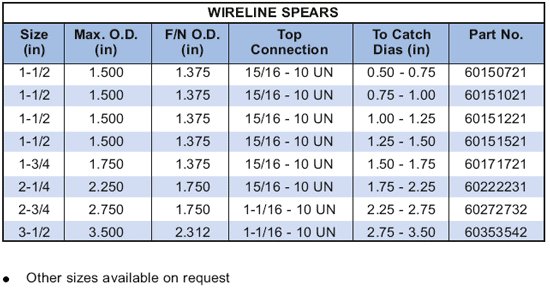 WIRELINE SPEARS
Size (in) Max. O.D. (in) F/N O.D. (in) Top Connection To Catch Dias (in) Part No.
1-1/2 1.500 1.375 15/16 - 10 UN 0.50 - 0.75 60150721
1-1/2 1.500 1.375 15/16 - 10 UN 0.75 - 1.00 60151021
1-1/2 1.500 1.375 15/16 - 10 UN 1.00 - 1.25 60151221
1-1/2 1.500 1.375 15/16 - 10 UN 1.25 - 1.50 60151521
1-3/4 1.750 1.375 15/16 - 10 UN 1.50 - 1.75 60171721
2-1/4 2.250 1.750 15/16 - 10 UN 1.75 - 2.25 60222231
2-3/4 2.750 1.750 1-1/16 - 10 UN 2.25 - 2.75 60272732
3-1/2 3.500 2.312 1-1/16 - 10 UN 2.75 - 3.50 60353542
• Other sizes available on request